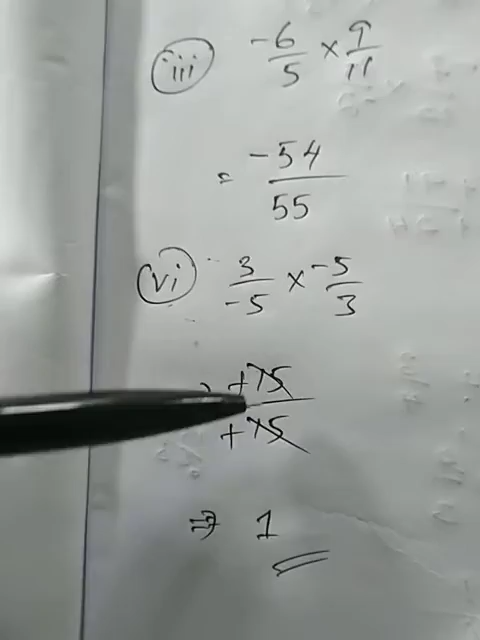 (iii) -6/5 × 9/11
= -54/55
(vi) 3/-5 × -5/3
+15/+15
⇒ 1